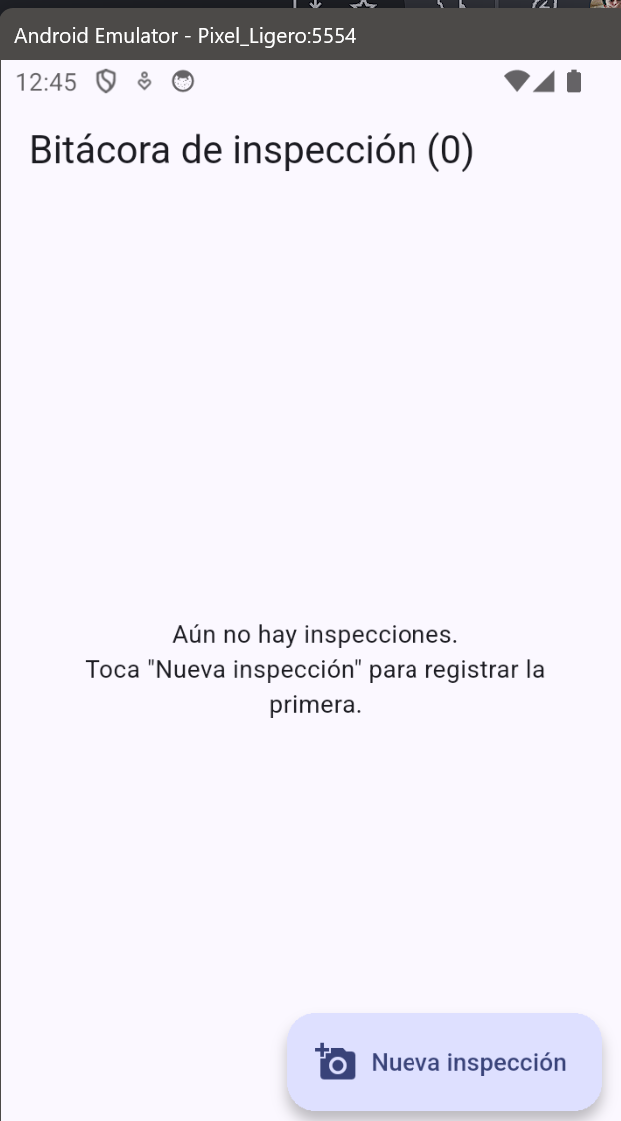 Android Emulator - Pixel_Ligero:5554
12:45
Bitácora de inspección (0)
Aún no hay inspecciones.
Toca "Nueva inspección" para registrar la
primera.
Nueva inspección